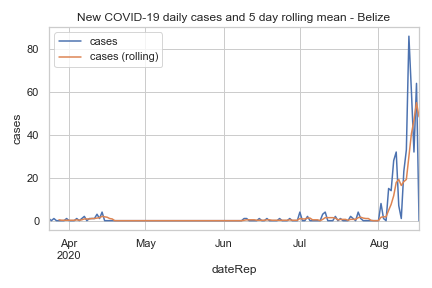 New COVID-19 daily cases and 5 day rolling mean - Belize
cases
cases (rolling)
80
60
40
20
0
cases
Apr
2020
May
Jun
Jul
Aug
dateRep